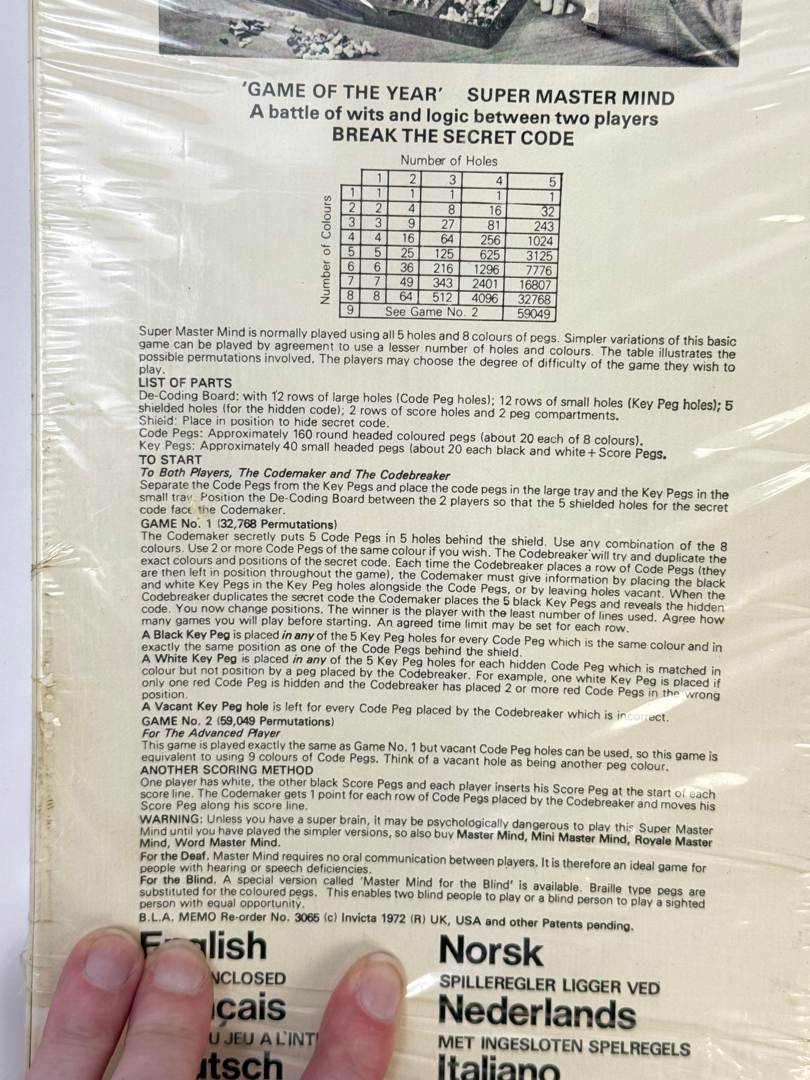 'GAME OF THE YEAR' SUPER MASTER MIND
A battle of wits and logic between two players
BREAK THE SECRET CODE
Number of Holes
1 2 3 4 5
Number of Colours
1 1 1 1 1 1
2 2 4 8 16 32
3 3 9 27 81 243
4 4 16 64 256 1024
5 5 25 125 625 3125
6 6 36 216 1296 7776
7 7 49 343 2401 16807
8 8 64 512 4096 32768
9 See Game No. 2 59049
Super Master Mind is normally played using all 5 holes and 8 colours of pegs. Simpler variations of this basic
game can be played by agreement to use a lesser number of holes and colours. The table illustrates the
possible permutations involved. The players may choose the degree of difficulty of the game they wish to
play.
LIST OF PARTS
De-Coding Board: with 12 rows of large holes (Code Peg holes); 12 rows of small holes (Key Peg holes); 5
shielded holes (for the hidden code); 2 rows of score holes and 2 peg compartments.
Shield: Place in position to hide secret code.
Code Pegs: Approximately 160 round headed coloured pegs (about 20 each of 8 colours).
Key Pegs: Approximately 40 small headed pegs (about 20 each black and white + Score Pegs.
TO START
To Both Players, The Codemaker and The Codebreaker
Separate the Code Pegs from the Key Pegs and place the code pegs in the large tray and the Key Pegs in the
small tray. Position the De-Coding Board between the 2 players so that the 5 shielded holes for the secret
code face the Codemaker.
GAME No. 1 (32,768 Permutations)
The Codemaker secretly puts 5 Code Pegs in 5 holes behind the shield. Use any combination of the 8
colours. Use 2 or more Code Pegs of the same colour if you wish. The Codebreaker will try and duplicate the
exact colours and positions of the secret code. Each time the Codebreaker places a row of Code Pegs (they
are then left in position throughout the game), the Codemaker must give information by placing the black
and white Key Pegs in the Key Peg holes alongside the Code Pegs, or by leaving holes vacant. When the
Codebreaker duplicates the secret code the Codemaker places the 5 black Key Pegs and reveals the hidden
code. You now change positions. The winner is the player with the least number of lines used. Agree how
many games you will play before starting. An agreed time limit may be set for each row.
A Black Key Peg is placed in any of the 5 Key Peg holes for every Code Peg which is the same colour and in
exactly the same position as one of the Code Pegs behind the shield.
A White Key Peg is placed in any of the 5 Key Peg holes for each hidden Code Peg which is matched in
colour but not position by a peg placed by the Codebreaker. For example, one white Key Peg is placed if
only one red Code Peg is hidden and the Codebreaker has placed 2 or more red Code Pegs in the wrong
position.
A Vacant Key Peg hole is left for every Code Peg placed by the Codebreaker which is incorrect.
GAME No. 2 (59,049 Permutations)
For The Advanced Player
This game is played exactly the same as Game No. 1 but vacant Code Peg holes can be used, so this game is
equivalent to using 9 colours of Code Pegs. Think of a vacant hole as being another peg colour.
ANOTHER SCORING METHOD
One player has white, the other black Score Pegs and each player inserts his Score Peg at the start of each
score line. The Codemaker gets 1 point for each row of Code Pegs placed by the Codebreaker and moves his
Score Peg along his score line.
WARNING: Unless you have a super brain, it may be psychologically dangerous to play this Super Master
Mind until you have played the simpler versions, so also buy Master Mind, Mini Master Mind, Royale Master
Mind, Word Master Mind.
For the Deaf. Master Mind requires no oral communication between players. It is therefore an ideal game for
people with hearing or speech deficiencies.
For the Blind. A special version called 'Master Mind for the Blind' is available. Braille type pegs are
substituted for the coloured pegs. This enables two blind people to play or a blind person to play a sighted
person with equal opportunity.
B.L.A. MEMO Re-order No. 3065 (c) Invicta 1972 (R) UK, USA and other Patents pending.
English
NCLOSED
çais
U JEU A L'INT
utsch
Norsk
SPILLEREGLER LIGGER VED
Nederlands
MET INGESLOTEN SPELREGELS
Italiano